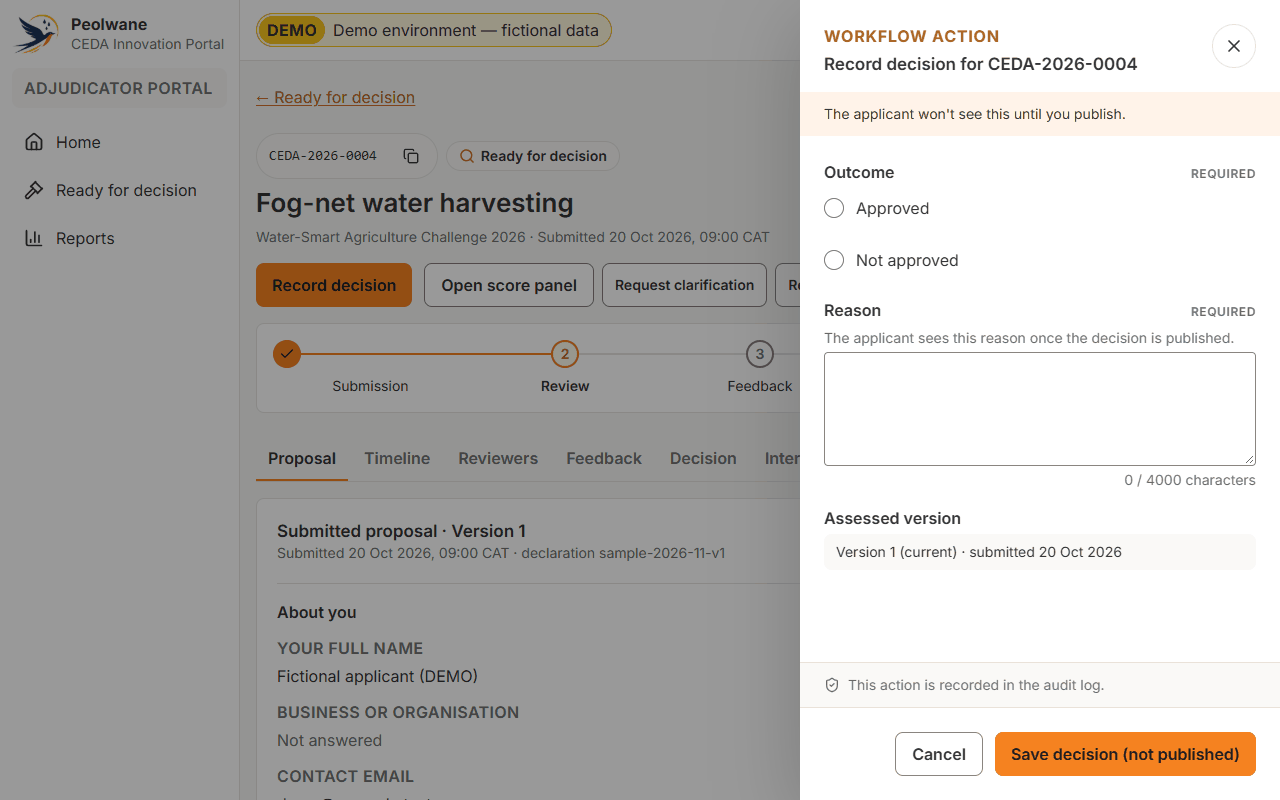 Peolwane
CEDA Innovation Portal
ADJUDICATOR PORTAL
Home
Ready for decision
Reports
DEMO Demo environment — fictional data
← Ready for decision
CEDA-2026-0004
Ready for decision
Fog-net water harvesting
Water-Smart Agriculture Challenge 2026 · Submitted 20 Oct 2026, 09:00 CAT
Record decision
Open score panel
Request clarification
2
3
Submission
Review
Feedback
Proposal
Timeline
Reviewers
Feedback
Decision
Submitted proposal · Version 1
Submitted 20 Oct 2026, 09:00 CAT · declaration sample-2026-11-v1
About you
YOUR FULL NAME
Fictional applicant (DEMO)
BUSINESS OR ORGANISATION
Not answered
CONTACT EMAIL
WORKFLOW ACTION
Record decision for CEDA-2026-0004
The applicant won't see this until you publish.
Outcome
REQUIRED
Approved
Not approved
Reason
REQUIRED
The applicant sees this reason once the decision is published.
0 / 4000 characters
Assessed version
Version 1 (current) · submitted 20 Oct 2026
This action is recorded in the audit log.
Cancel
Save decision (not published)